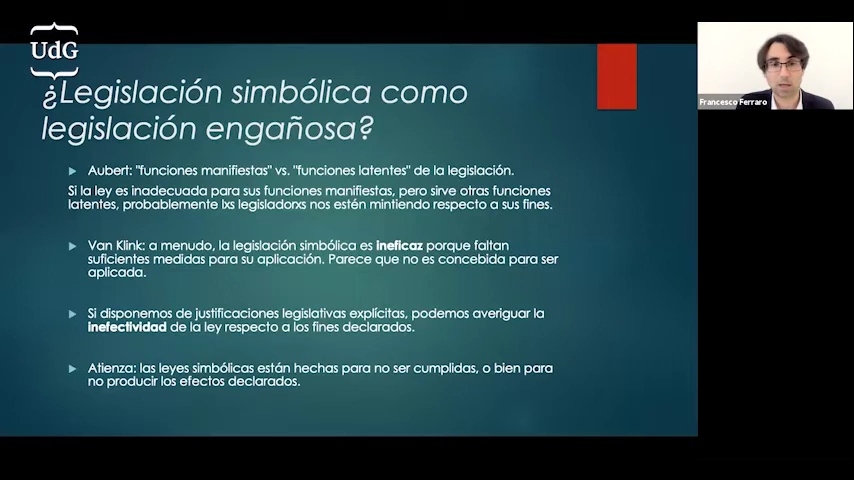 UdG
¿Legislación simbólica como
legislación engañosa?
Aubert: "funciones manifiestas" vs. "funciones latentes" de la legislación.
Si la ley es inadecuada para sus funciones manifiestas, pero sirve otras funciones
latentes, probablemente lxs legisladorxs nos estén mintiendo respecto a sus fines.
Van Klink: a menudo, la legislación simbólica es ineficaz porque faltan
suficientes medidas para su aplicación. Parece que no es concebida para ser
aplicada.
Si disponemos de justificaciones legislativas explícitas, podemos averiguar la
inefectividad de la ley respecto a los fines declarados.
Atienza: las leyes simbólicas están hechas para no ser cumplidas, o bien para
no producir los efectos declarados.
Francesco Ferraro